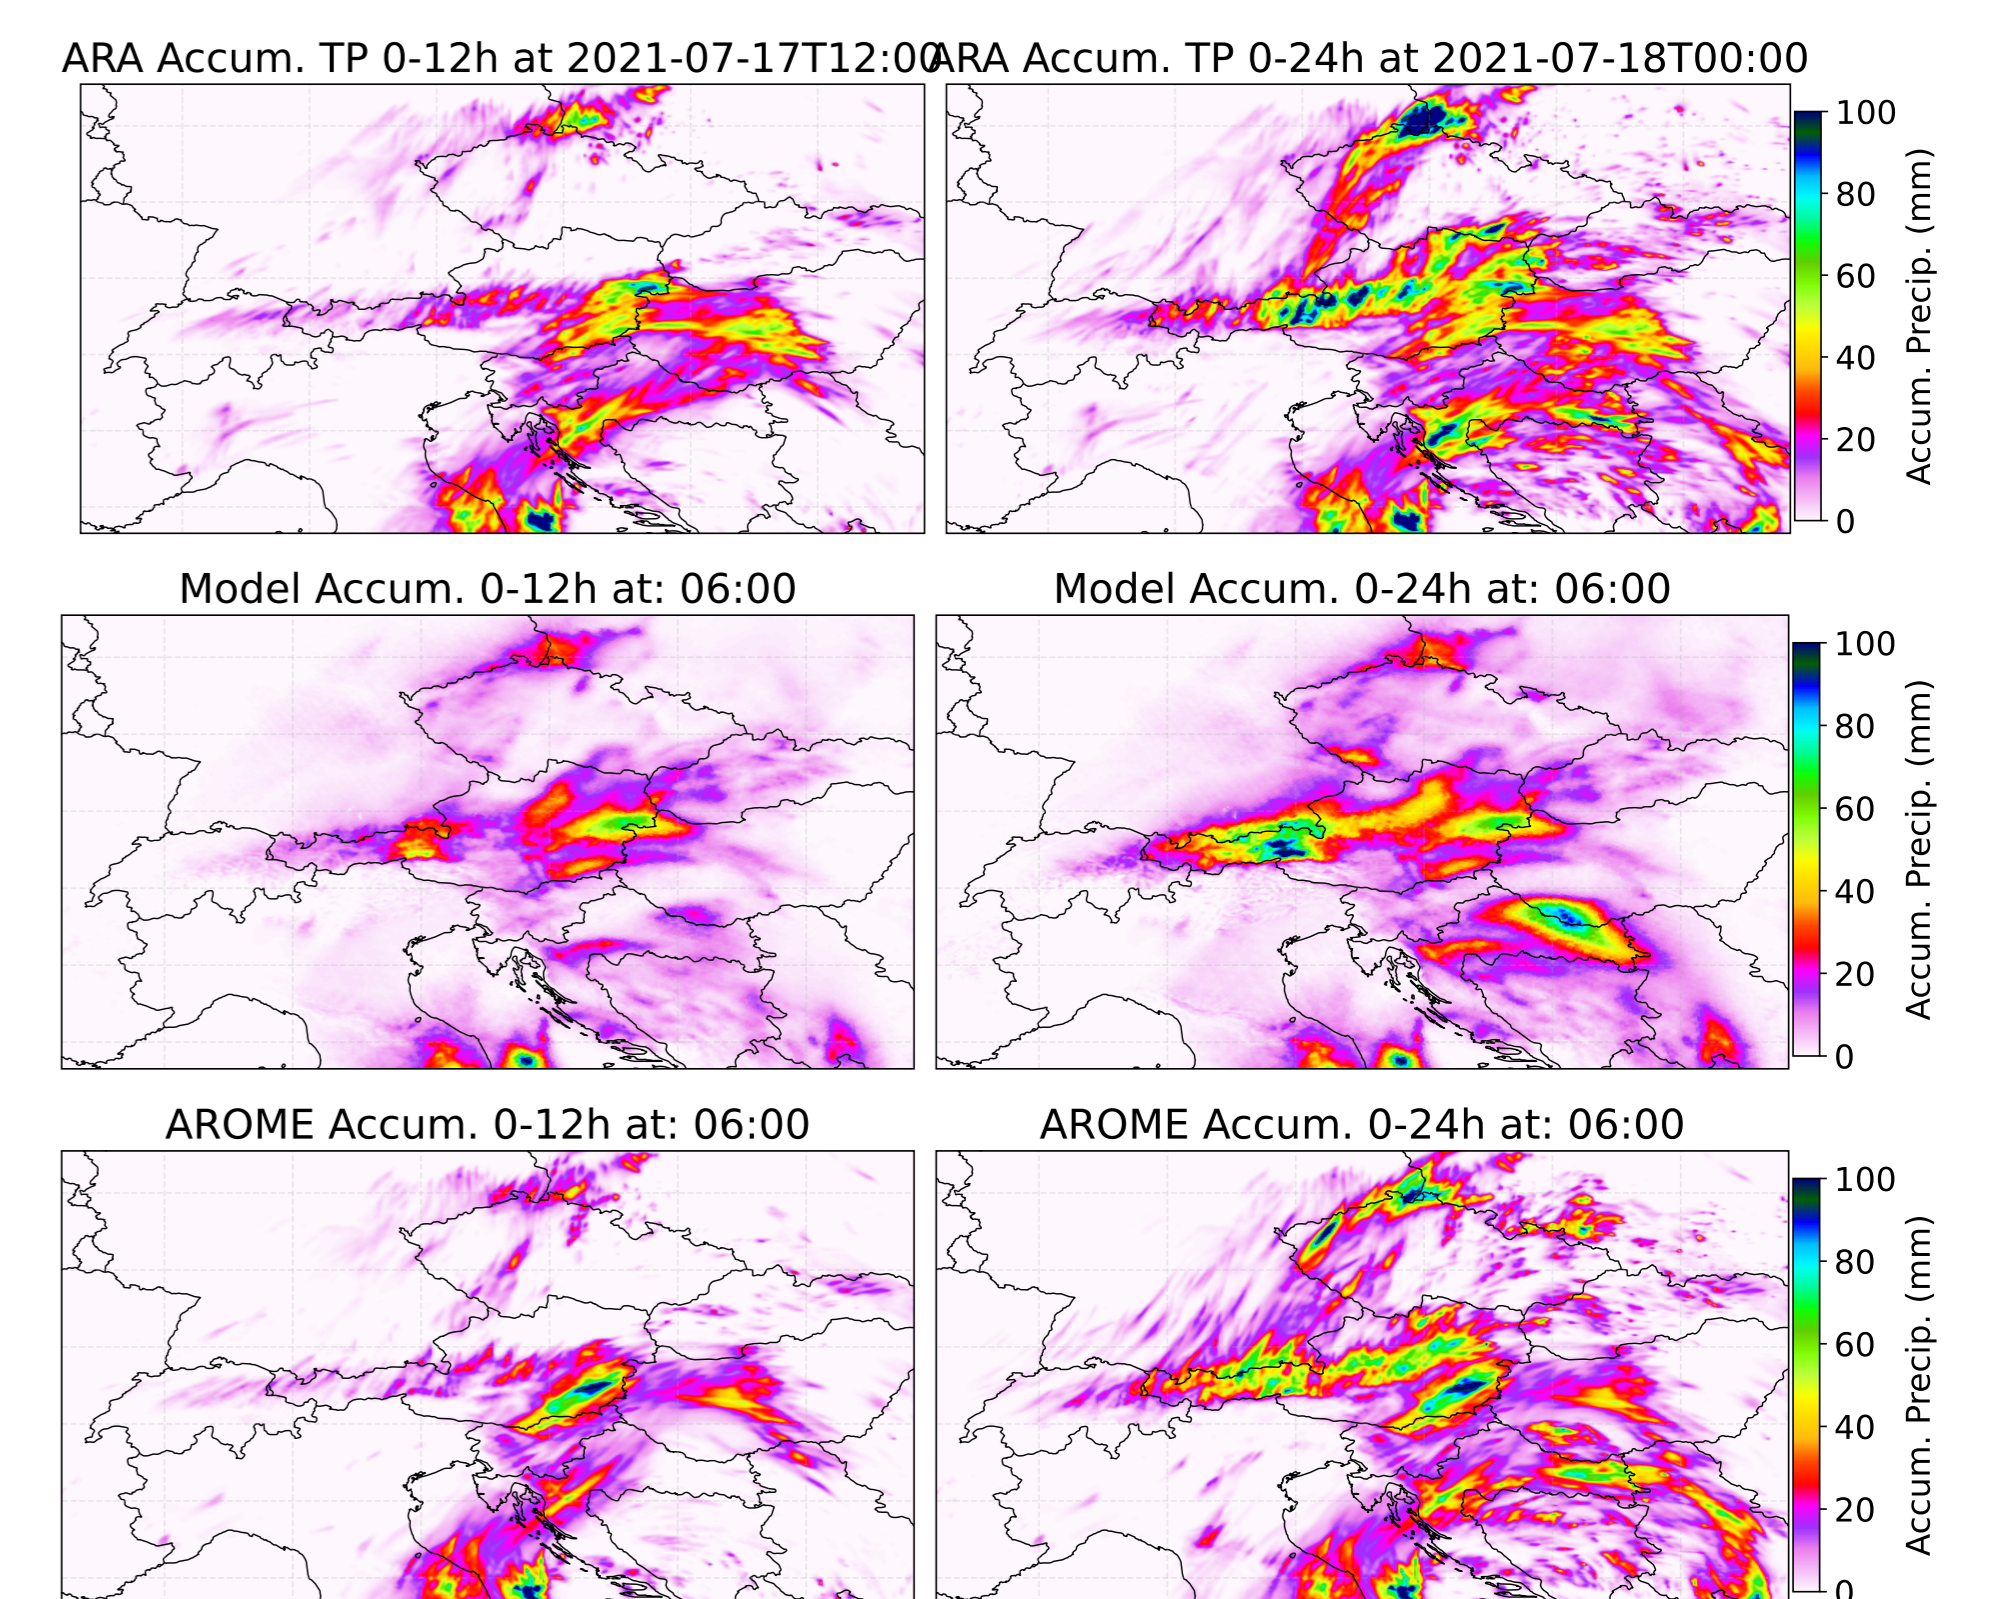 ARA Accum. TP 0-12h at 2021-07-17T12:00
ARA Accum. TP 0-24h at 2021-07-18T00:00
100
80
60
40
20
0
Accum. Precip. (mm)
Model Accum. 0-12h at: 06:00
Model Accum. 0-24h at: 06:00
100
80
60
40
20
0
Accum. Precip. (mm)
AROME Accum. 0-12h at: 06:00
AROME Accum. 0-24h at: 06:00
100
80
60
40
20
0
Accum. Precip. (mm)